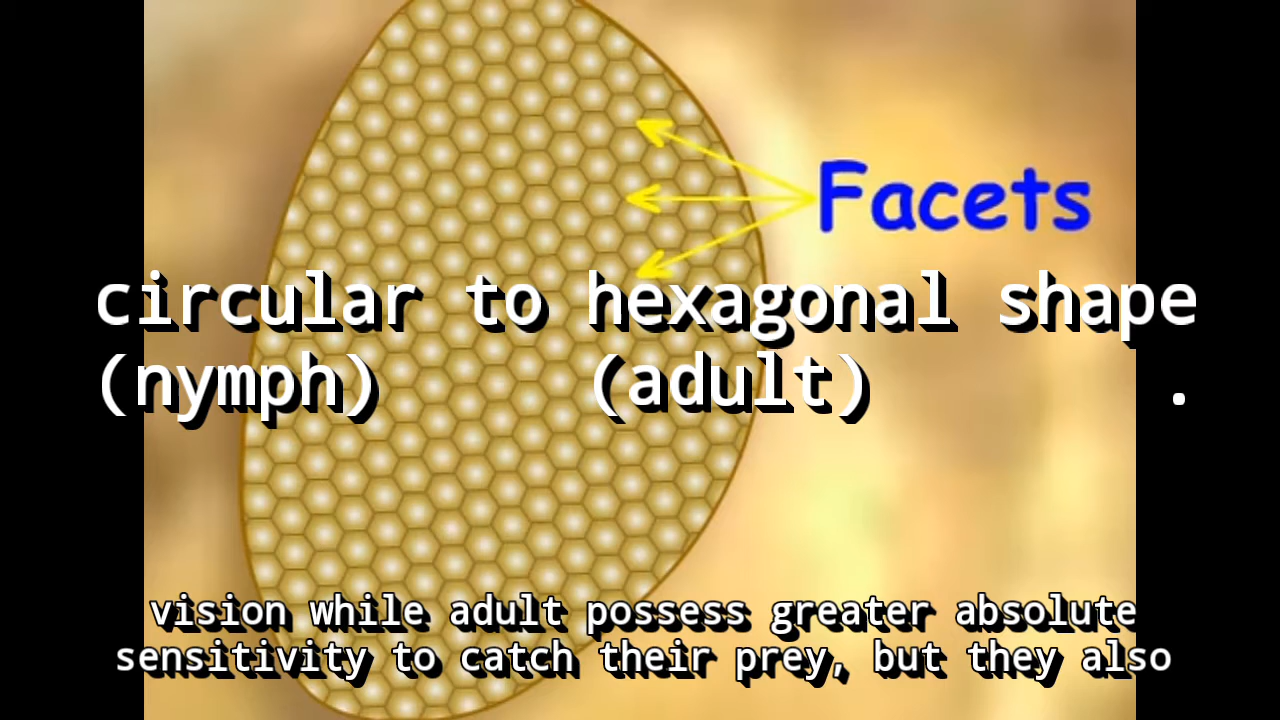 Facets
circular to hexagonal shape
(nymph) (adult) .
vision while adult possess greater absolute
sensitivity to catch their prey, but they also